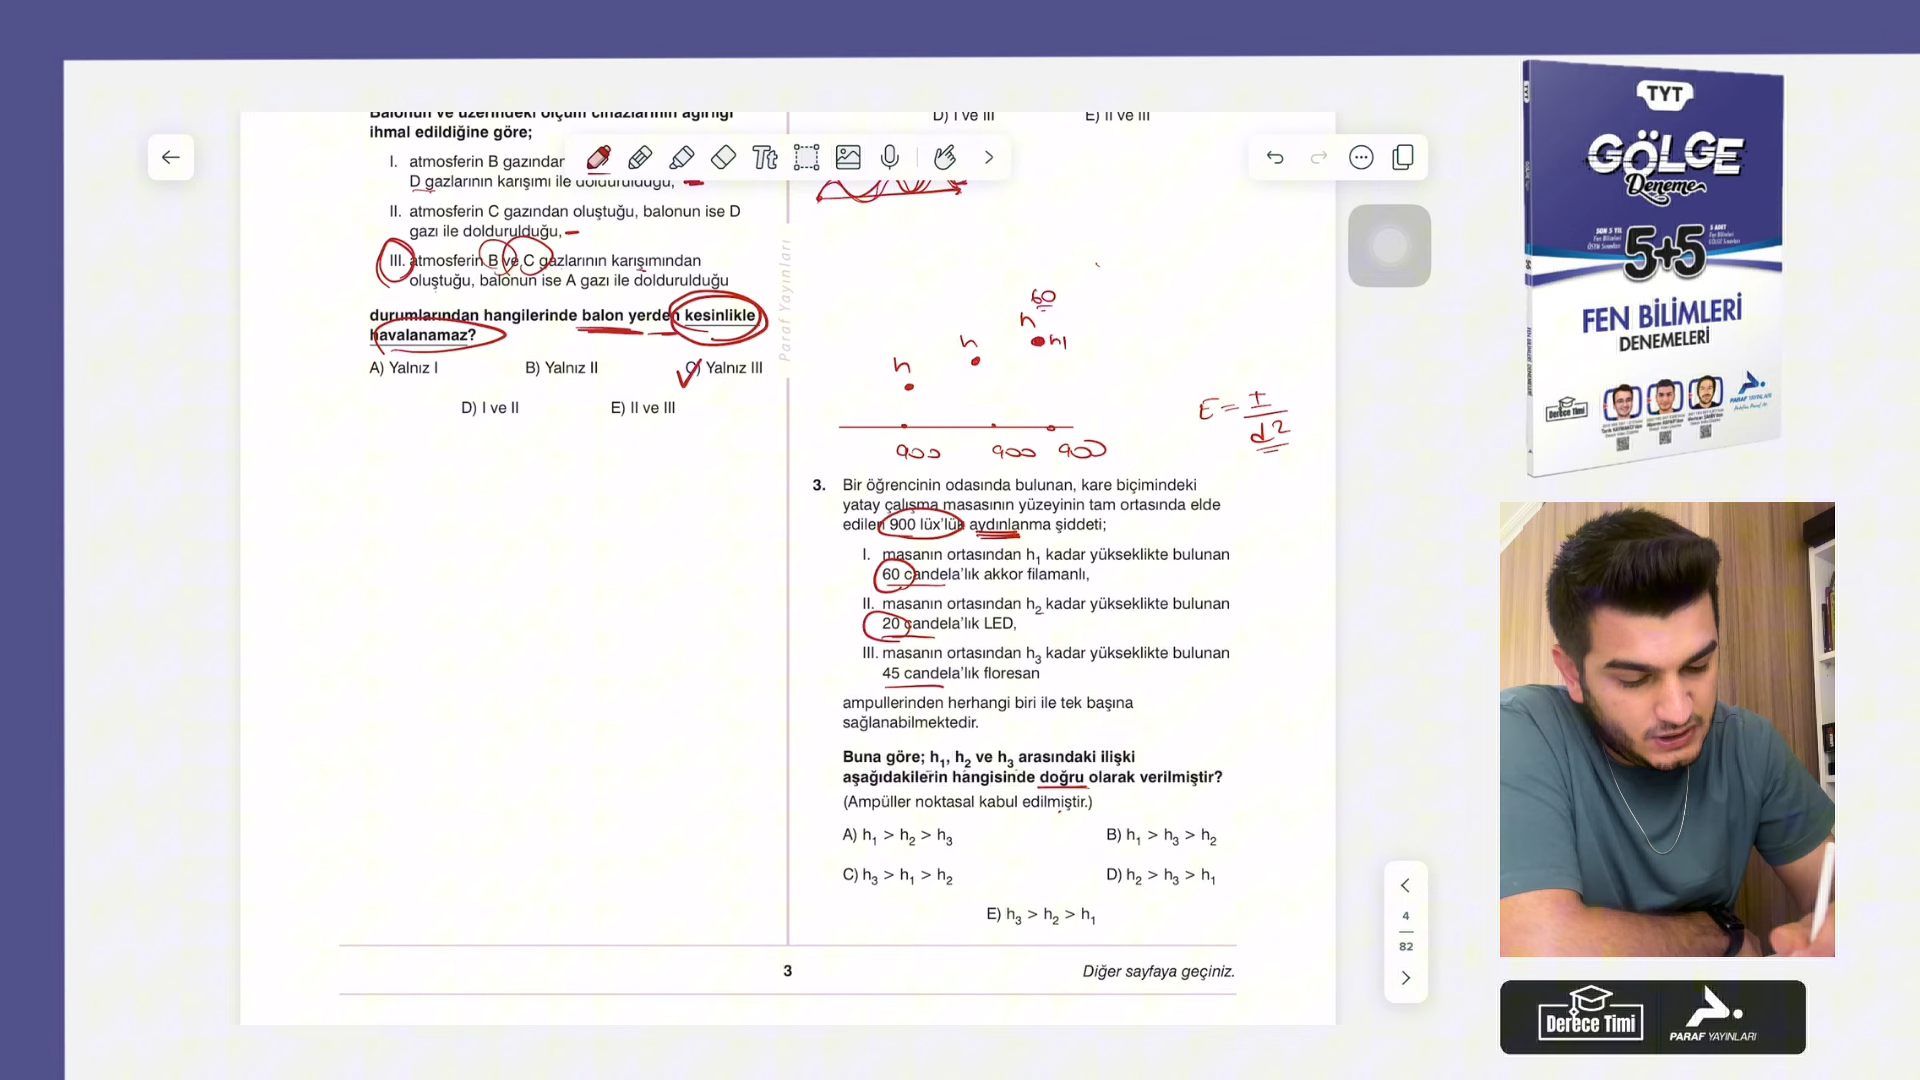 ihmal edildiğine göre;
I. atmosferin B gazından
D gazlarının karışımı ile doldurulduğu,
II. atmosferin C gazından oluştuğu, balonun ise D
gazı ile doldurulduğu,
III. atmosferin B ve C gazlarının karışımından
oluştuğu, balonun ise A gazı ile doldurulduğu
durumlarından hangilerinde balon yerden kesinlikle
havalanamaz?
A) Yalnız I B) Yalnız II C) Yalnız III
D) I ve II E) II ve III
Paraf Yayınları
D) I ve III E) II ve III
Tt
60
h
h1
h
h
900 900 900
E = I / d2
3. Bir öğrencinin odasında bulunan, kare biçimindeki
yatay çalışma masasının yüzeyinin tam ortasında elde
edilen 900 lüx'lük aydınlanma şiddeti;
I. masanın ortasından h1 kadar yükseklikte bulunan
60 candela'lık akkor filamanlı,
II. masanın ortasından h2 kadar yükseklikte bulunan
20 candela'lık LED,
III. masanın ortasından h3 kadar yükseklikte bulunan
45 candela'lık floresan
ampullerinden herhangi biri ile tek başına
sağlanabilmektedir.
Buna göre; h1, h2 ve h3 arasındaki ilişki
aşağıdakilerin hangisinde doğru olarak verilmiştir?
(Ampüller noktasal kabul edilmiştir.)
A) h1 > h2 > h3 B) h1 > h3 > h2
C) h3 > h1 > h2 D) h2 > h3 > h1
E) h3 > h2 > h1
3
Diğer sayfaya geçiniz.
4
82
TYT
GÖLGE
Deneme
5+5
FEN BİLİMLERİ
DENEMELERİ
Derece Timi
PARAF YAYINLARI
Derece Timi
PARAF YAYINLARI